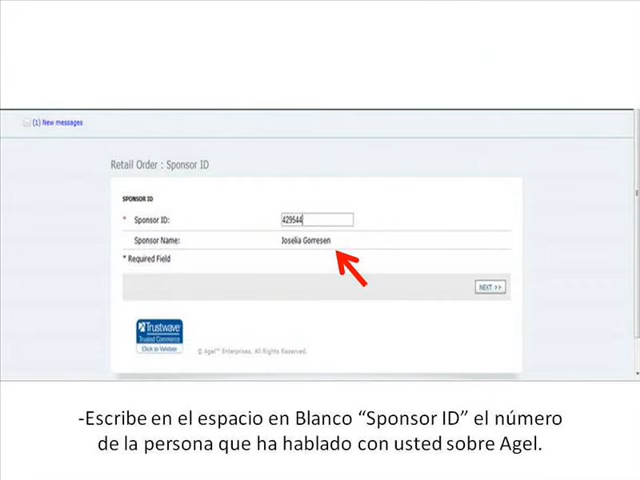 (1) New messages
Retail Order : Sponsor ID
SPONSOR ID
* Sponsor ID: 429544
Sponsor Name: Joselia Gorresen
* Required Field
NEXT >>
Trustwave
Trusted Commerce
Click to Validate
© Agel™ Enterprises. All Rights Reserved.
-Escribe en el espacio en Blanco “Sponsor ID” el número
de la persona que ha hablado con usted sobre Agel.